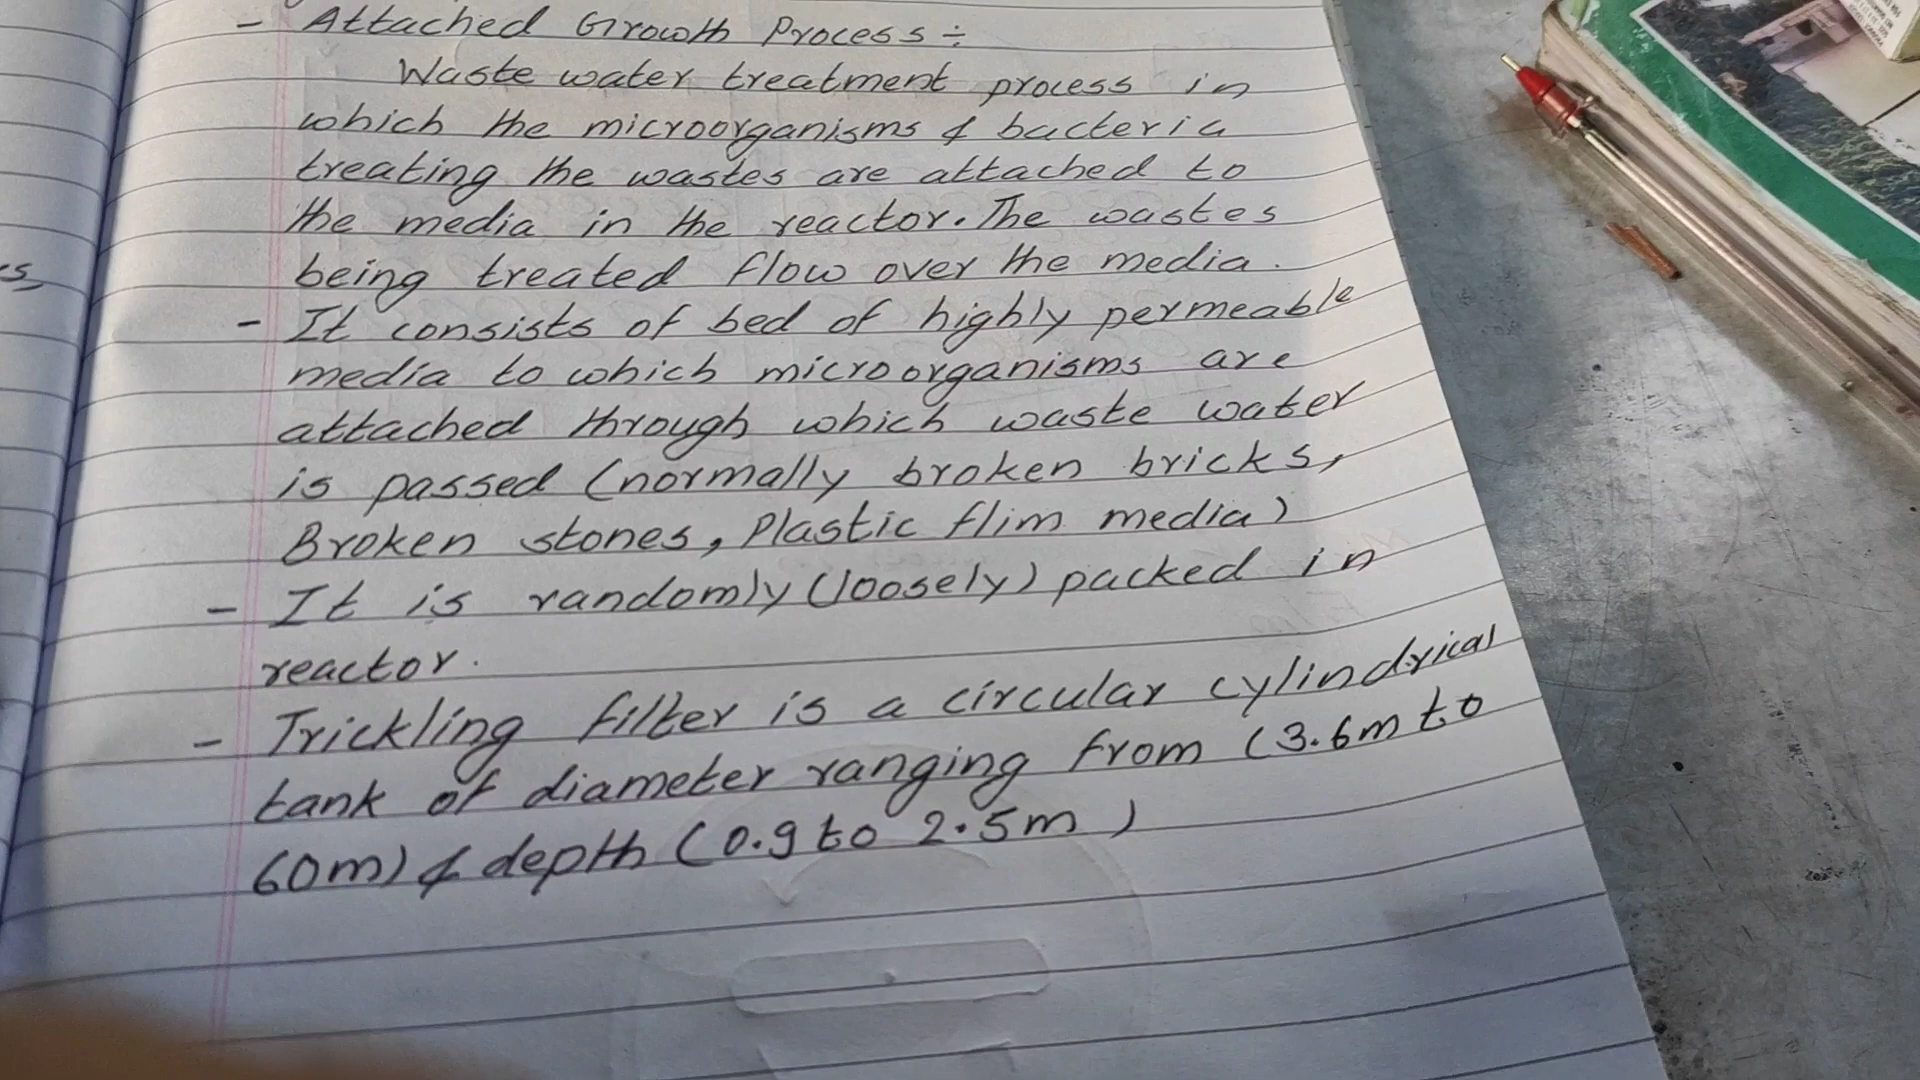 - Attached Growth Process ÷
Waste water treatment process in
which the microorganisms & bacteria
treating the wastes are attached to
the media in the reactor. The wastes
being treated flow over the media.
- It consists of bed of highly permeable
media to which microorganisms are
attached through which waste water
is passed (normally broken bricks,
Broken stones, Plastic flim media)
- It is randomly (loosely) packed in
reactor.
- Trickling filter is a circular cylindrical
tank of diameter ranging from (3.6m to
60m) & depth (0.9 to 2.5m)